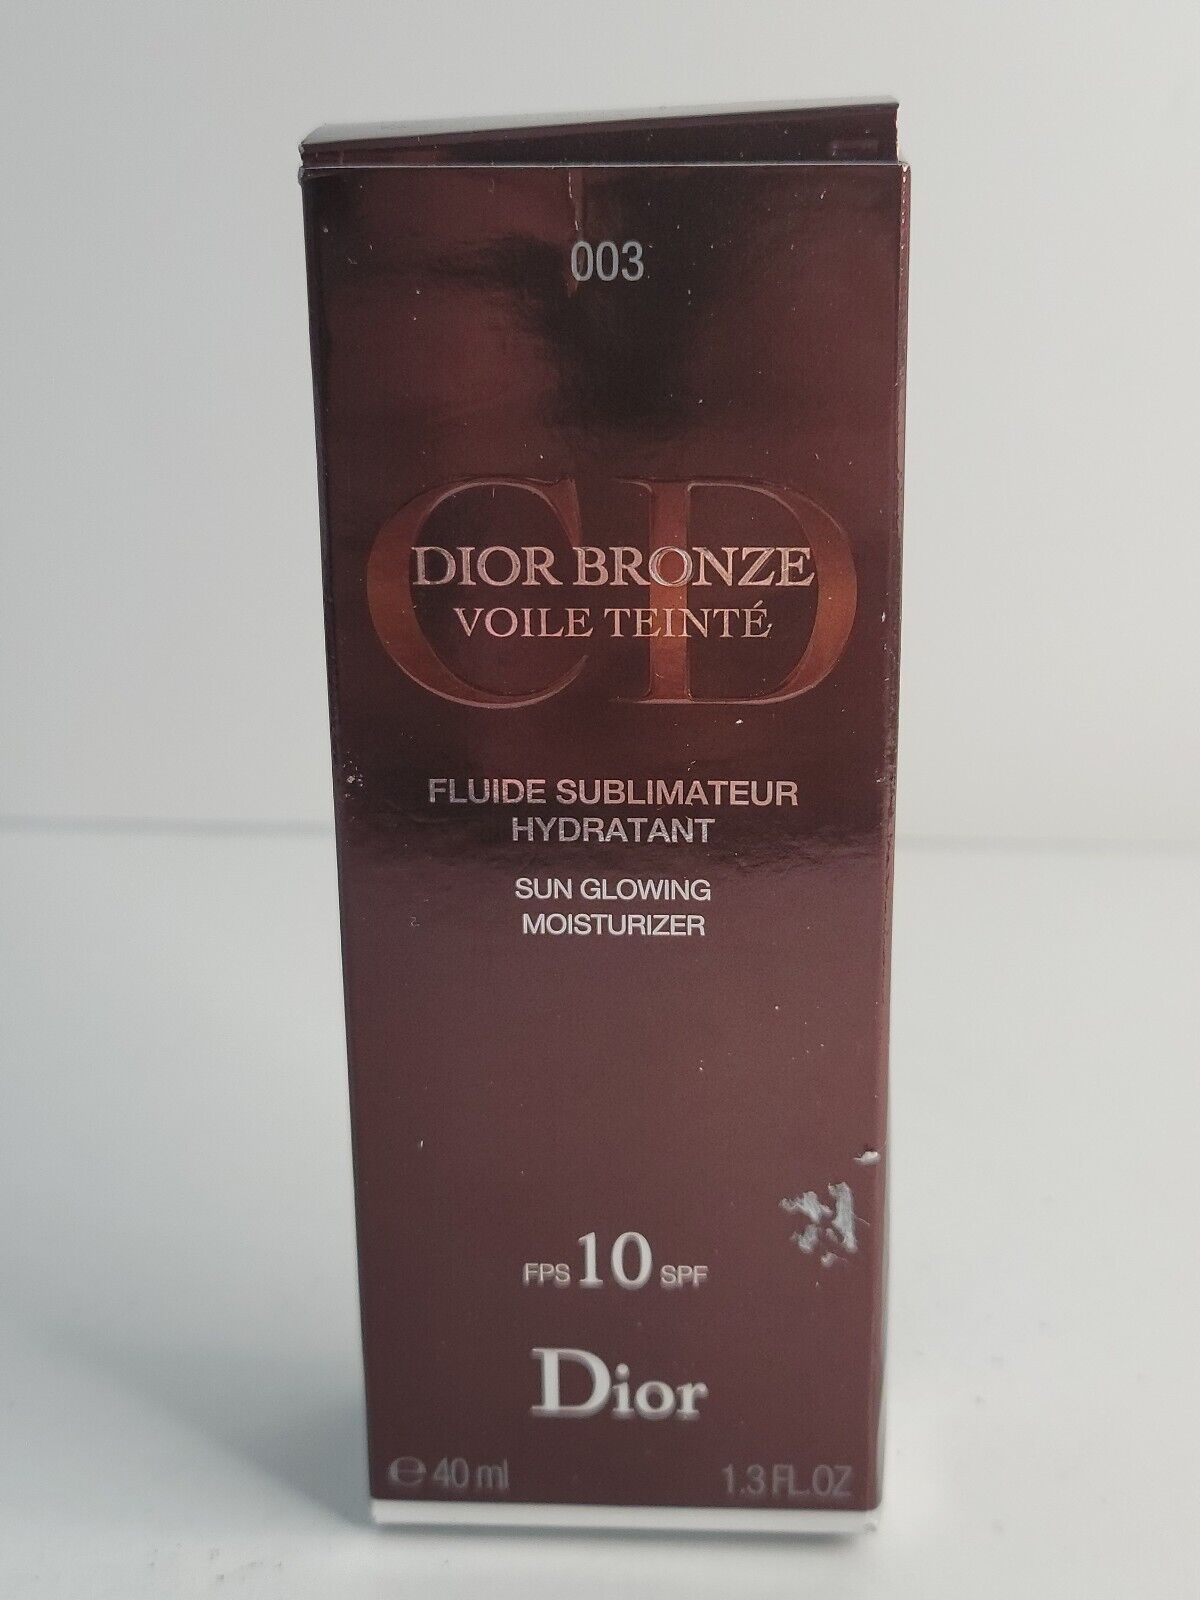 003
CD
DIOR BRONZE
VOILE TEINTÉ
FLUIDE SUBLIMATEUR
HYDRATANT
SUN GLOWING
MOISTURIZER
FPS 10 SPF
Dior
℮ 40 ml 1.3 FL.OZ